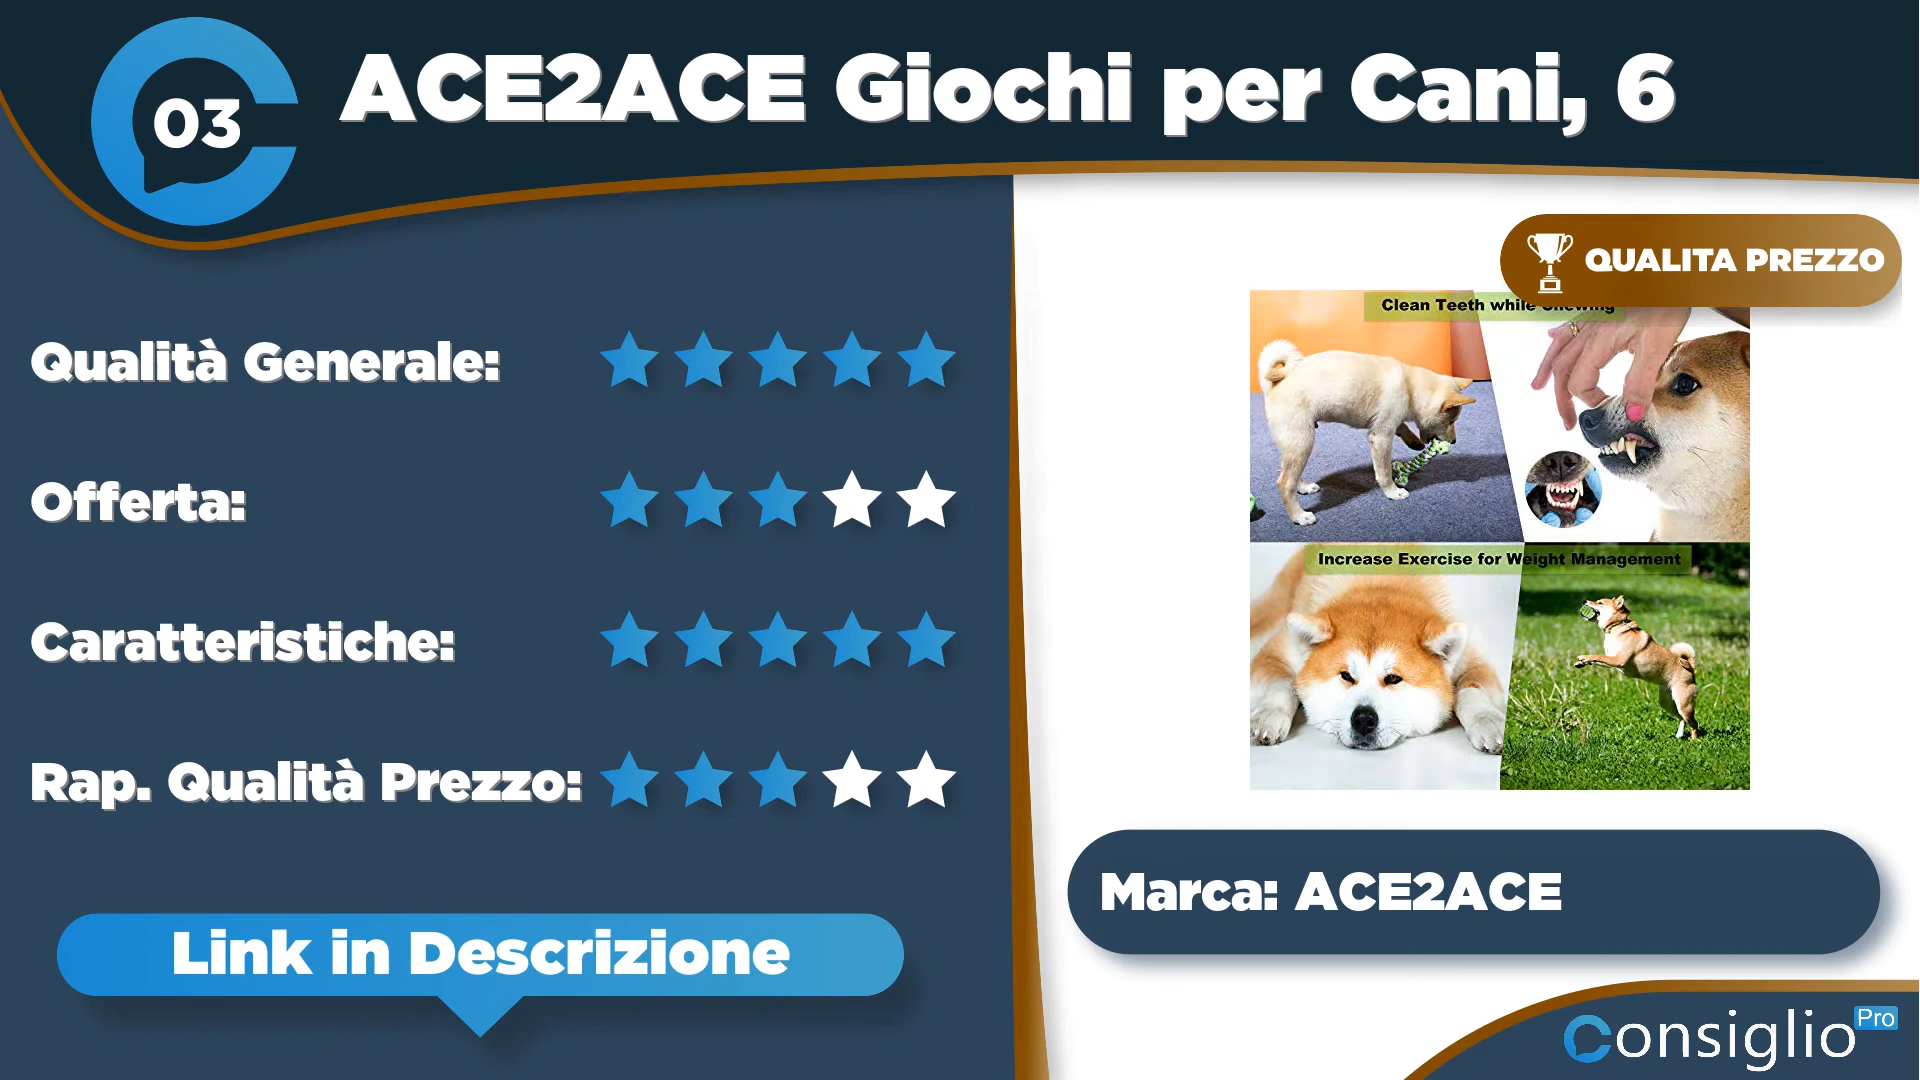 03
ACE2ACE Giochi per Cani, 6
QUALITA PREZZO
Clean Teeth while Chewing
Qualità Generale:
Offerta:
Increase Exercise for Weight Management
Caratteristiche:
Rap. Qualità Prezzo:
Marca: ACE2ACE
Link in Descrizione
Consiglio Pro